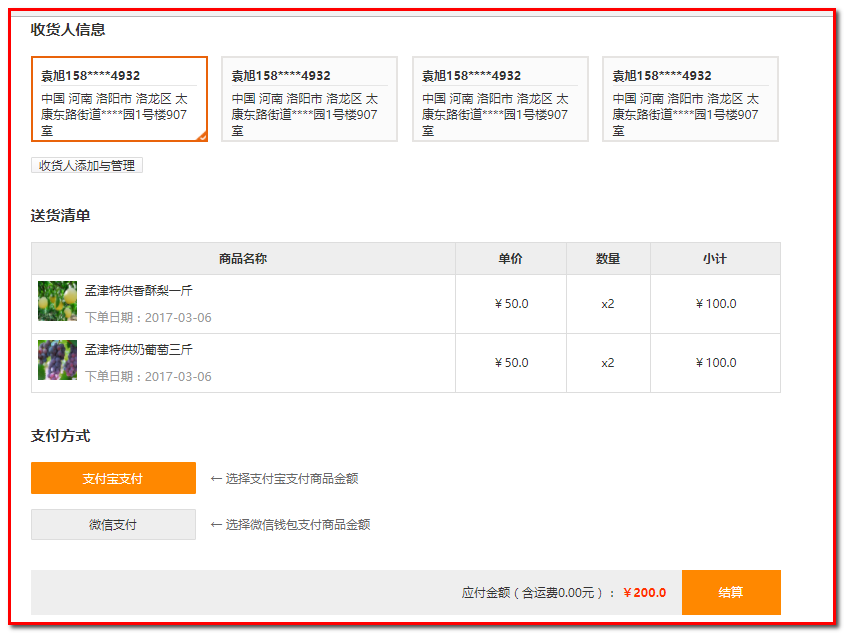 收货人信息
袁旭158****4932
中国 河南 洛阳市 洛龙区 太
康东路街道****园1号楼907
室
袁旭158****4932
中国 河南 洛阳市 洛龙区 太
康东路街道****园1号楼907
室
袁旭158****4932
中国 河南 洛阳市 洛龙区 太
康东路街道****园1号楼907
室
袁旭158****4932
中国 河南 洛阳市 洛龙区 太
康东路街道****园1号楼907
室
收货人添加与管理
送货清单
商品名称 单价 数量 小计
孟津特供香酥梨一斤
下单日期：2017-03-06
¥ 50.0 x2 ¥ 100.0
孟津特供奶葡萄三斤
下单日期：2017-03-06
¥ 50.0 x2 ¥ 100.0
支付方式
支付宝支付 ← 选择支付宝支付商品金额
微信支付 ← 选择微信钱包支付商品金额
应付金额（含运费0.00元）： ¥ 200.0 结算